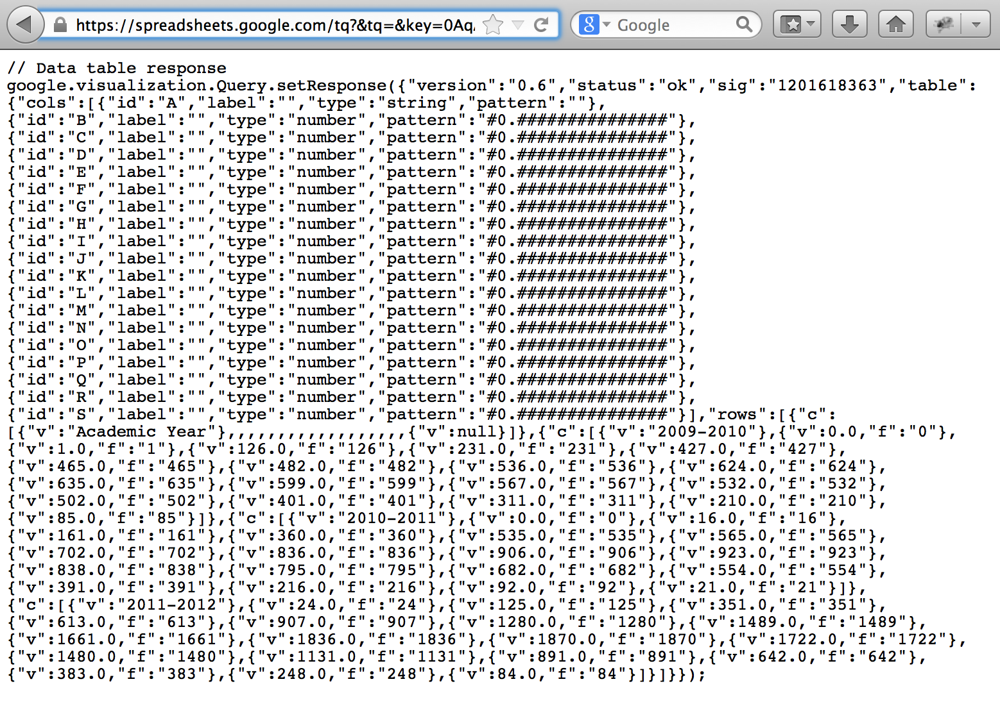 https://spreadsheets.google.com/tq?&tq=&key=0Aq
Google
// Data table response
google.visualization.Query.setResponse({"version":"0.6","status":"ok","sig":"1201618363","table":
{"cols":[{"id":"A","label":"","type":"string","pattern":""},
{"id":"B","label":"","type":"number","pattern":"#0.###############"},
{"id":"C","label":"","type":"number","pattern":"#0.###############"},
{"id":"D","label":"","type":"number","pattern":"#0.###############"},
{"id":"E","label":"","type":"number","pattern":"#0.###############"},
{"id":"F","label":"","type":"number","pattern":"#0.###############"},
{"id":"G","label":"","type":"number","pattern":"#0.###############"},
{"id":"H","label":"","type":"number","pattern":"#0.###############"},
{"id":"I","label":"","type":"number","pattern":"#0.###############"},
{"id":"J","label":"","type":"number","pattern":"#0.###############"},
{"id":"K","label":"","type":"number","pattern":"#0.###############"},
{"id":"L","label":"","type":"number","pattern":"#0.###############"},
{"id":"M","label":"","type":"number","pattern":"#0.###############"},
{"id":"N","label":"","type":"number","pattern":"#0.###############"},
{"id":"O","label":"","type":"number","pattern":"#0.###############"},
{"id":"P","label":"","type":"number","pattern":"#0.###############"},
{"id":"Q","label":"","type":"number","pattern":"#0.###############"},
{"id":"R","label":"","type":"number","pattern":"#0.###############"},
{"id":"S","label":"","type":"number","pattern":"#0.###############"}],"rows":[{"c":
[{"v":"Academic Year"},,,,,,,,,,,,,,,,,,{"v":null}]},{"c":[{"v":"2009-2010"},{"v":0.0,"f":"0"},
{"v":1.0,"f":"1"},{"v":126.0,"f":"126"},{"v":231.0,"f":"231"},{"v":427.0,"f":"427"},
{"v":465.0,"f":"465"},{"v":482.0,"f":"482"},{"v":536.0,"f":"536"},{"v":624.0,"f":"624"},
{"v":635.0,"f":"635"},{"v":599.0,"f":"599"},{"v":567.0,"f":"567"},{"v":532.0,"f":"532"},
{"v":502.0,"f":"502"},{"v":401.0,"f":"401"},{"v":311.0,"f":"311"},{"v":210.0,"f":"210"},
{"v":85.0,"f":"85"}]},{"c":[{"v":"2010-2011"},{"v":0.0,"f":"0"},{"v":16.0,"f":"16"},
{"v":161.0,"f":"161"},{"v":360.0,"f":"360"},{"v":535.0,"f":"535"},{"v":565.0,"f":"565"},
{"v":702.0,"f":"702"},{"v":836.0,"f":"836"},{"v":906.0,"f":"906"},{"v":923.0,"f":"923"},
{"v":838.0,"f":"838"},{"v":795.0,"f":"795"},{"v":682.0,"f":"682"},{"v":554.0,"f":"554"},
{"v":391.0,"f":"391"},{"v":216.0,"f":"216"},{"v":92.0,"f":"92"},{"v":21.0,"f":"21"}]},
{"c":[{"v":"2011-2012"},{"v":24.0,"f":"24"},{"v":125.0,"f":"125"},{"v":351.0,"f":"351"},
{"v":613.0,"f":"613"},{"v":907.0,"f":"907"},{"v":1280.0,"f":"1280"},{"v":1489.0,"f":"1489"},
{"v":1661.0,"f":"1661"},{"v":1836.0,"f":"1836"},{"v":1870.0,"f":"1870"},{"v":1722.0,"f":"1722"},
{"v":1480.0,"f":"1480"},{"v":1131.0,"f":"1131"},{"v":891.0,"f":"891"},{"v":642.0,"f":"642"},
{"v":383.0,"f":"383"},{"v":248.0,"f":"248"},{"v":84.0,"f":"84"}]}]}});